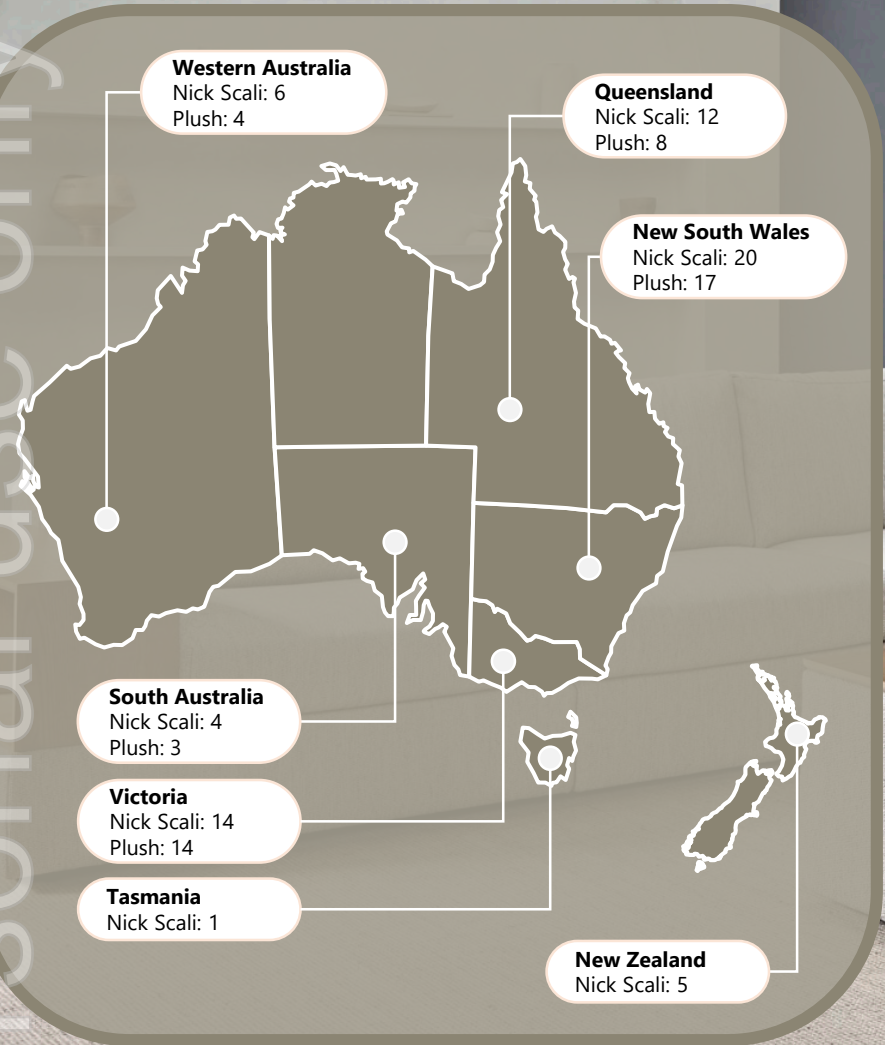 Western Australia
Nick Scali: 6
Plush: 4
Queensland
Nick Scali: 12
Plush: 8
New South Wales
Nick Scali: 20
Plush: 17
South Australia
Nick Scali: 4
Plush: 3
Victoria
Nick Scali: 14
Plush: 14
Tasmania
Nick Scali: 1
New Zealand
Nick Scali: 5